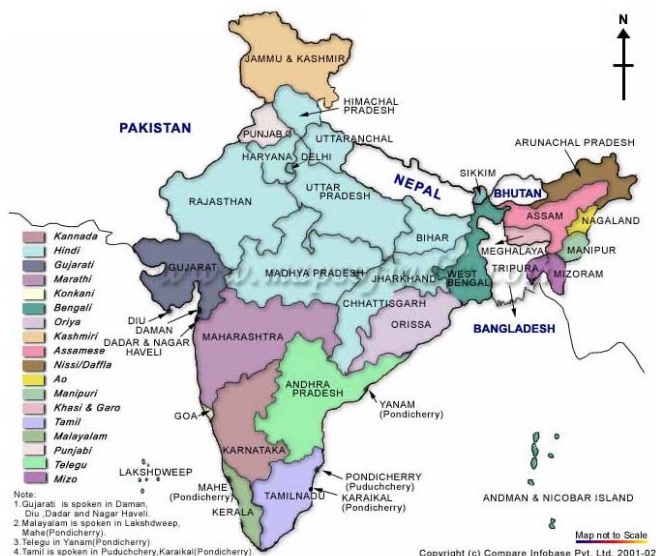 N
JAMMU & KASHMIR
HIMACHAL
PRADESH
PAKISTAN
PUNJAB
UTTARANCHAL
HARYANA
DELHI
ARUNACHAL PRADESH
SIKKIM
NEPAL
BHUTAN
RAJASTHAN
UTTAR
PRADESH
ASSAM
NAGALAND
BIHAR
MEGHALAYA
MANIPUR
GUJARAT
MADHYA PRADESH
JHARKHAND
WEST
BENGAL
TRIPURA
MIZORAM
CHHATTISGARH
DIU
DAMAN
DADAR & NAGAR
HAVELI
MAHARASHTRA
ORISSA
BANGLADESH
ANDHRA
PRADESH
YANAM
(Pondicherry)
GOA
KARNATAKA
LAKSHDWEEP
MAHE
(Pondicherry)
KERALA
TAMILNADU
PONDICHERRY
(Puduchery)
KARAIKAL
(Pondicherry)
ANDMAN & NICOBAR ISLAND
Kannada
Hindi
Gujarati
Marathi
Konkani
Bengali
Oriya
Kashmiri
Assamese
Nissi/Daffla
Ao
Manipuri
Khasi & Garo
Tamil
Malayalam
Punjabi
Telegu
Mizo
Note:
1.Gujarati is spoken in Daman,
Diu ,Dadar and Nagar Haveli.
2.Malayalam is spoken in Lakshdweep,
Mahe(Pondicherry).
3.Telegu in Yanam(Pondicherry)
4.Tamil is spoken in Puduchery,Karaikal(Pondicherry).
Map not to Scale
Copyright (c) Compare Infobase Pvt. Ltd. 2001-02